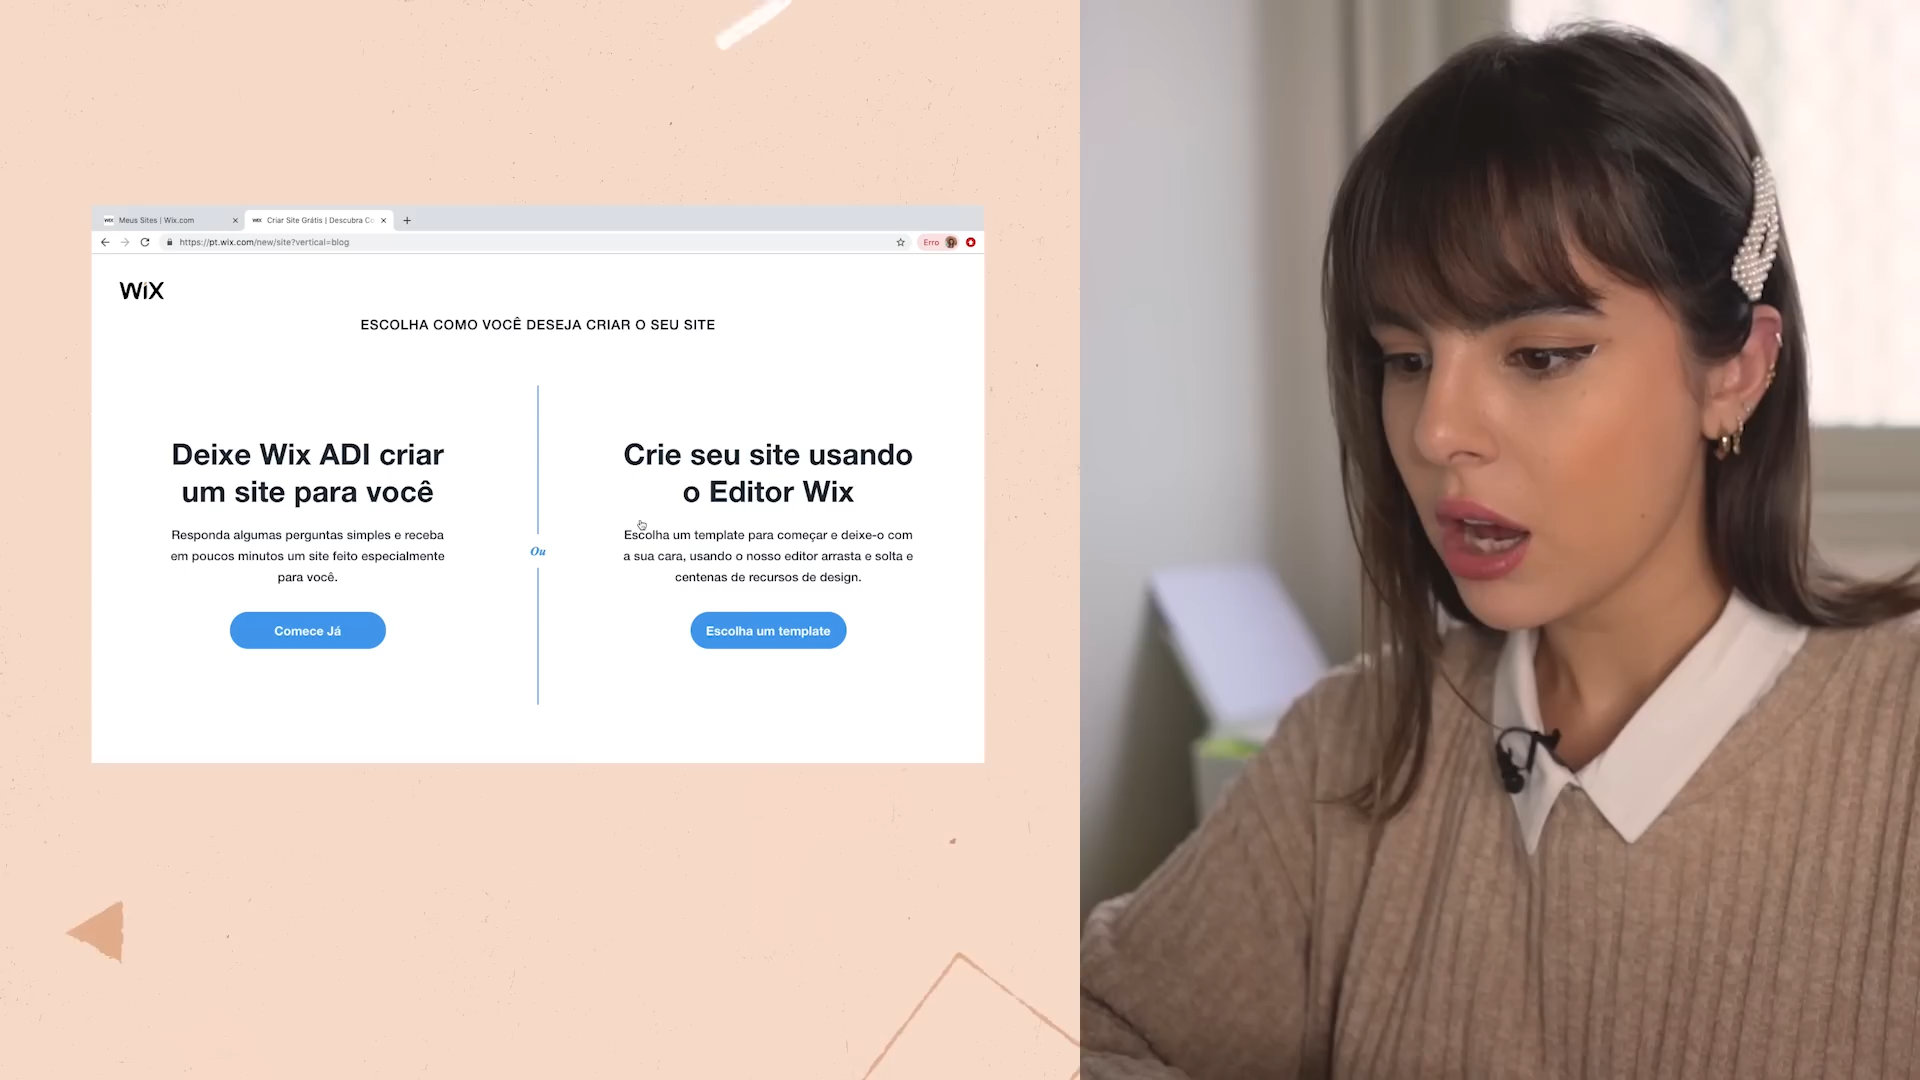 WiX Meus Sites | Wix.com
WiX Criar Site Grátis | Descubra Co
https://pt.wix.com/new/site?vertical=blog
Erro
WiX
ESCOLHA COMO VOCÊ DESEJA CRIAR O SEU SITE
Deixe Wix ADI criar
um site para você
Responda algumas perguntas simples e receba
em poucos minutos um site feito especialmente
para você.
Comece Já
Ou
Crie seu site usando
o Editor Wix
Escolha um template para começar e deixe-o com
a sua cara, usando o nosso editor arrasta e solta e
centenas de recursos de design.
Escolha um template